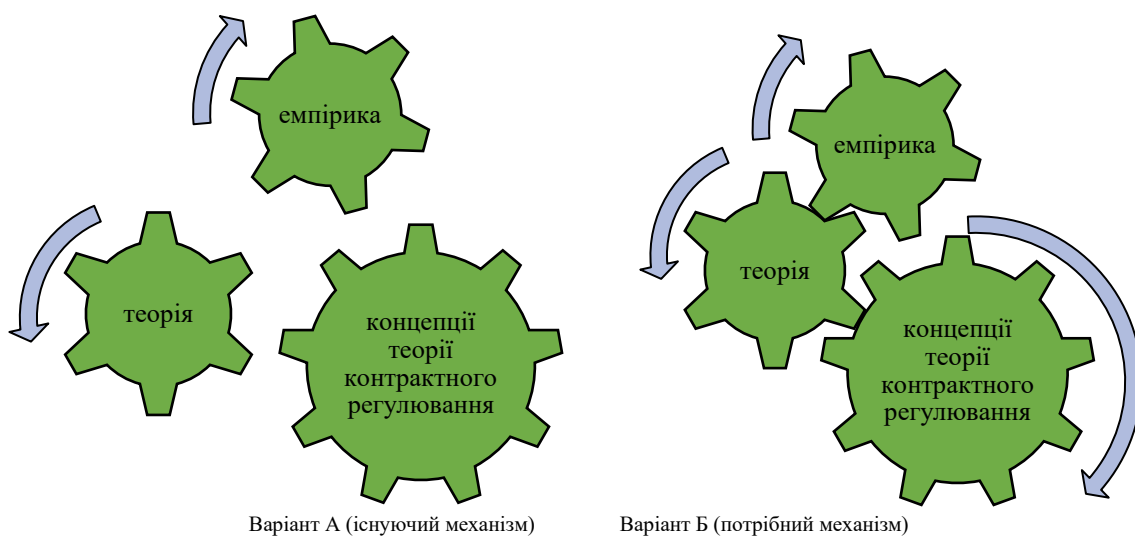 емпірика
теорія
концепції
теорії
контрактного
регулювання
Варіант А (існуючий механізм)
емпірика
теорія
концепції
теорії
контрактного
регулювання
Варіант Б (потрібний механізм)